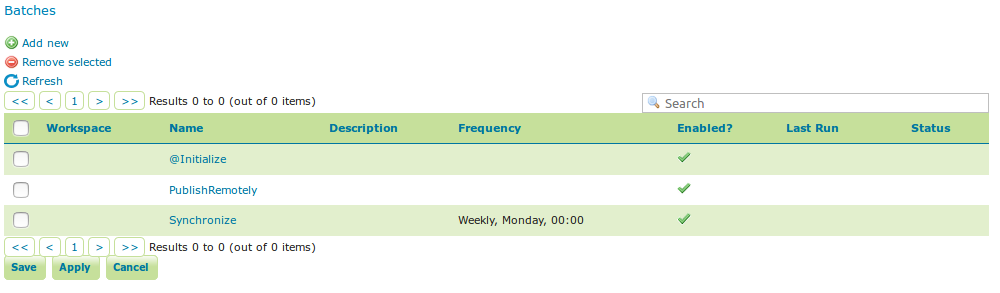 Batches
Add new
Remove selected
Refresh
<< < 1 > >> Results 0 to 0 (out of 0 items)
Search
Workspace Name Description Frequency Enabled? Last Run Status
@Initialize
PublishRemotely
Synchronize Weekly, Monday, 00:00
<< < 1 > >> Results 0 to 0 (out of 0 items)
Save Apply Cancel